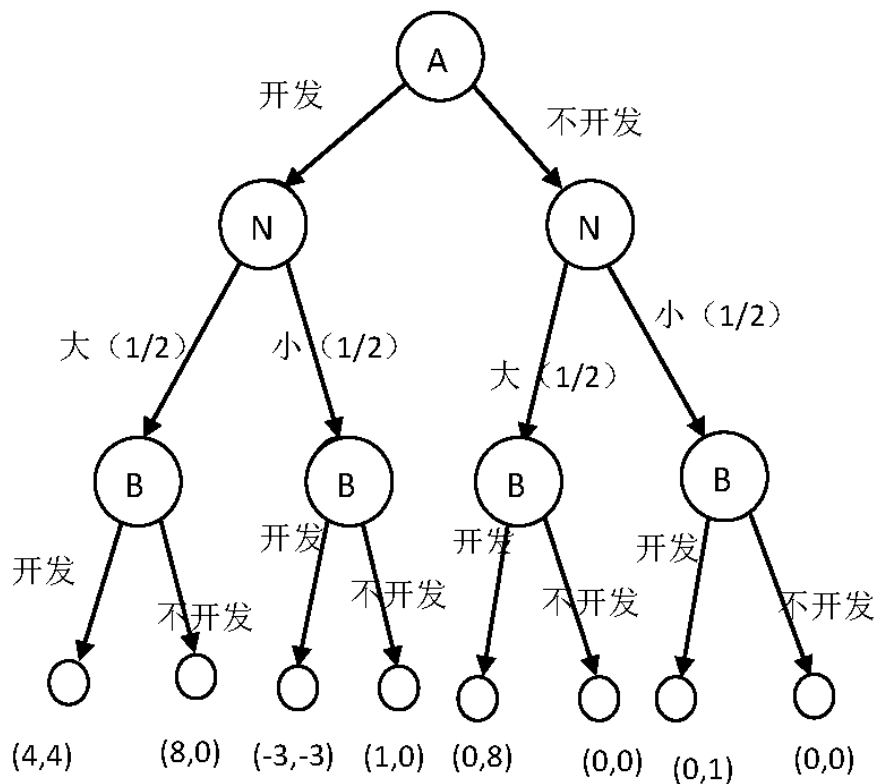 A
开发
不开发
N
N
大（1/2）
小（1/2）
大（1/2）
小（1/2）
B
B
B
B
开发
不开发
开发
不开发
开发
不开发
开发
不开发
(4,4)
(8,0)
(-3,-3)
(1,0)
(0,8)
(0,0)
(0,1)
(0,0)